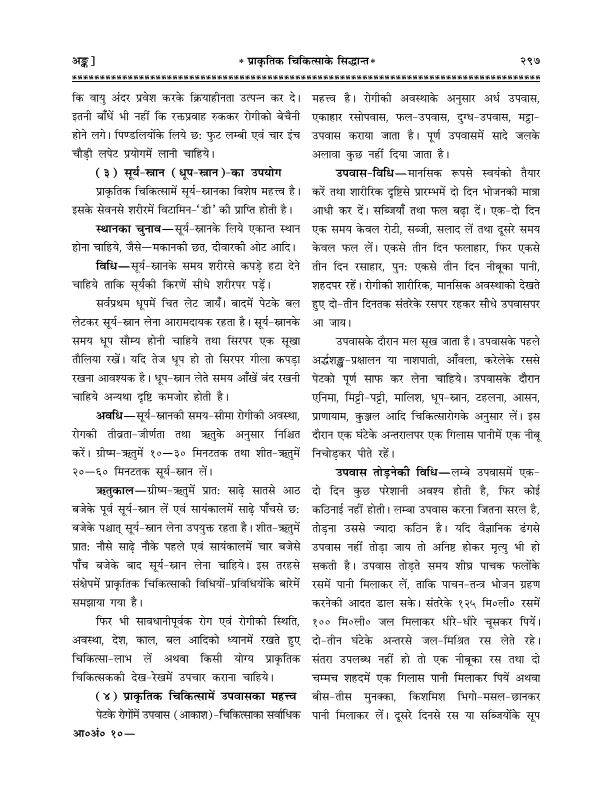 अङ्क ]
* प्राकृतिक चिकित्साके सिद्धान्त *
२९७
कि वायु अंदर प्रवेश करके क्रियाहीनता उत्पन्न कर दे।
इतनी बाँधें भी नहीं कि रक्तप्रवाह रुककर रोगीको बेचैनी
होने लगे। पिण्डलियोंके लिये छ: फुट लम्बी एवं चार इंच
चौड़ी लपेट प्रयोगमें लानी चाहिये।
( ३ ) सूर्य-स्नान ( धूप-स्नान )-का उपयोग
प्राकृतिक चिकित्सामें सूर्य-स्नानका विशेष महत्त्व है।
इसके सेवनसे शरीरमें विटामिन-‘डी’ की प्राप्ति होती है।
स्थानका चुनाव—सूर्य-स्नानके लिये एकान्त स्थान
होना चाहिये, जैसे—मकानकी छत, दीवारकी ओट आदि।
विधि—सूर्य-स्नानके समय शरीरसे कपड़े हटा देने
चाहिये ताकि सूर्यकी किरणें सीधे शरीरपर पड़ें।
सर्वप्रथम धूपमें चित लेट जायँ। बादमें पेटके बल
लेटकर सूर्य-स्नान लेना आरामदायक रहता है। सूर्य-स्नानके
समय धूप सौम्य होनी चाहिये तथा सिरपर एक सूखा
तौलिया रखें। यदि तेज धूप हो तो सिरपर गीला कपड़ा
रखना आवश्यक है। धूप-स्नान लेते समय आँखें बंद रखनी
चाहिये अन्यथा दृष्टि कमजोर होती है।
अवधि—सूर्य-स्नानकी समय-सीमा रोगीकी अवस्था,
रोगकी तीव्रता-जीर्णता तथा ऋतुके अनुसार निश्चित
करें। ग्रीष्म-ऋतुमें १०—३० मिनटतक तथा शीत-ऋतुमें
२०—६० मिनटतक सूर्य-स्नान लें।
ऋतुकाल—ग्रीष्म-ऋतुमें प्रात: साढ़े सातसे आठ
बजेके पूर्व सूर्य-स्नान लें एवं सायंकालमें साढ़े पाँचसे छ:
बजेके पश्चात् सूर्य-स्नान लेना उपयुक्त रहता है। शीत-ऋतुमें
प्रात: नौसे साढ़े नौके पहले एवं सायंकालमें चार बजेसे
पाँच बजेके बाद सूर्य-स्नान लेना चाहिये। इस तरहसे
संक्षेपमें प्राकृतिक चिकित्साकी विधियों-प्रविधियोंके बारेमें
समझाया गया है।
फिर भी सावधानीपूर्वक रोग एवं रोगीकी स्थिति,
अवस्था, देश, काल, बल आदिको ध्यानमें रखते हुए
चिकित्सा-लाभ लें अथवा किसी योग्य प्राकृतिक
चिकित्सककी देख-रेखमें उपचार कराना चाहिये।
( ४ ) प्राकृतिक चिकित्सामें उपवासका महत्त्व
पेटके रोगोंमें उपवास (आकाश)-चिकित्साका सर्वाधिक
महत्त्व है। रोगीकी अवस्थाके अनुसार अर्ध उपवास,
एकाहार रसोपवास, फल-उपवास, दुग्ध-उपवास, मट्ठा-
उपवास कराया जाता है। पूर्ण उपवासमें सादे जलके
अलावा कुछ नहीं दिया जाता है।
उपवास-विधि—मानसिक रूपसे स्वयंको तैयार
करें तथा शारीरिक दृष्टिसे प्रारम्भमें दो दिन भोजनकी मात्रा
आधी कर दें। सब्जियाँ तथा फल बढ़ा दें। एक-दो दिन
एक समय केवल रोटी, सब्जी, सलाद लें तथा दूसरे समय
केवल फल लें। एकसे तीन दिन फलाहार, फिर एकसे
तीन दिन रसाहार, पुन: एकसे तीन दिन नीबूका पानी,
शहदपर रहें। रोगीकी शारीरिक, मानसिक अवस्थाको देखते
हुए दो-तीन दिनतक संतरेके रसपर रहकर सीधे उपवासपर
आ जाय।
उपवासके दौरान मल सूख जाता है। उपवासके पहले
अर्द्धशङ्ख-प्रक्षालन या नाशपाती, आँवला, करेलेके रससे
पेटको पूर्ण साफ कर लेना चाहिये। उपवासके दौरान
एनिमा, मिट्टी-पट्टी, मालिश, धूप-स्नान, टहलना, आसन,
प्राणायाम, कुञ्जल आदि चिकित्सारोगके अनुसार लें। इस
दौरान एक घंटेके अन्तरालपर एक गिलास पानीमें एक नीबू
निचोड़कर पीते रहें।
उपवास तोड़नेकी विधि—लम्बे उपवासमें एक-
दो दिन कुछ परेशानी अवश्य होती है, फिर कोई
कठिनाई नहीं होती। लम्बा उपवास करना जितना सरल है,
तोड़ना उससे ज्यादा कठिन है। यदि वैज्ञानिक ढंगसे
उपवास नहीं तोड़ा जाय तो अनिष्ट होकर मृत्यु भी हो
सकती है। उपवास तोड़ते समय शीघ्र पाचक फलोंके
रसमें पानी मिलाकर लें, ताकि पाचन-तन्त्र भोजन ग्रहण
करनेकी आदत डाल सके। संतरेके १२५ मि०ली० रसमें
१०० मि०ली० जल मिलाकर धीरे-धीरे चूसकर पियें।
दो-तीन घंटेके अन्तरसे जल-मिश्रित रस लेते रहे।
संतरा उपलब्ध नहीं हो तो एक नीबूका रस तथा दो
चम्मच शहदमें एक गिलास पानी मिलाकर पियें अथवा
बीस-तीस मुनक्का, किशमिश भिगो-मसल-छानकर
पानी मिलाकर लें। दूसरे दिनसे रस या सब्जियोंके सूप
आ०अं० १०—